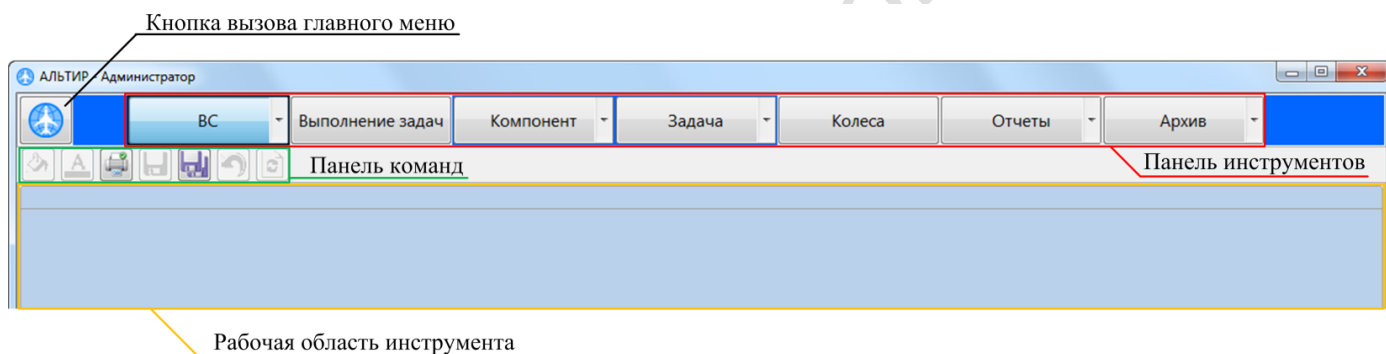 Кнопка вызова главного меню
АЛЬТИР - Администратор
ВС Выполнение задач Компонент Задача Колеса Отчеты Архив
Панель команд Панель инструментов
Рабочая область инструмента